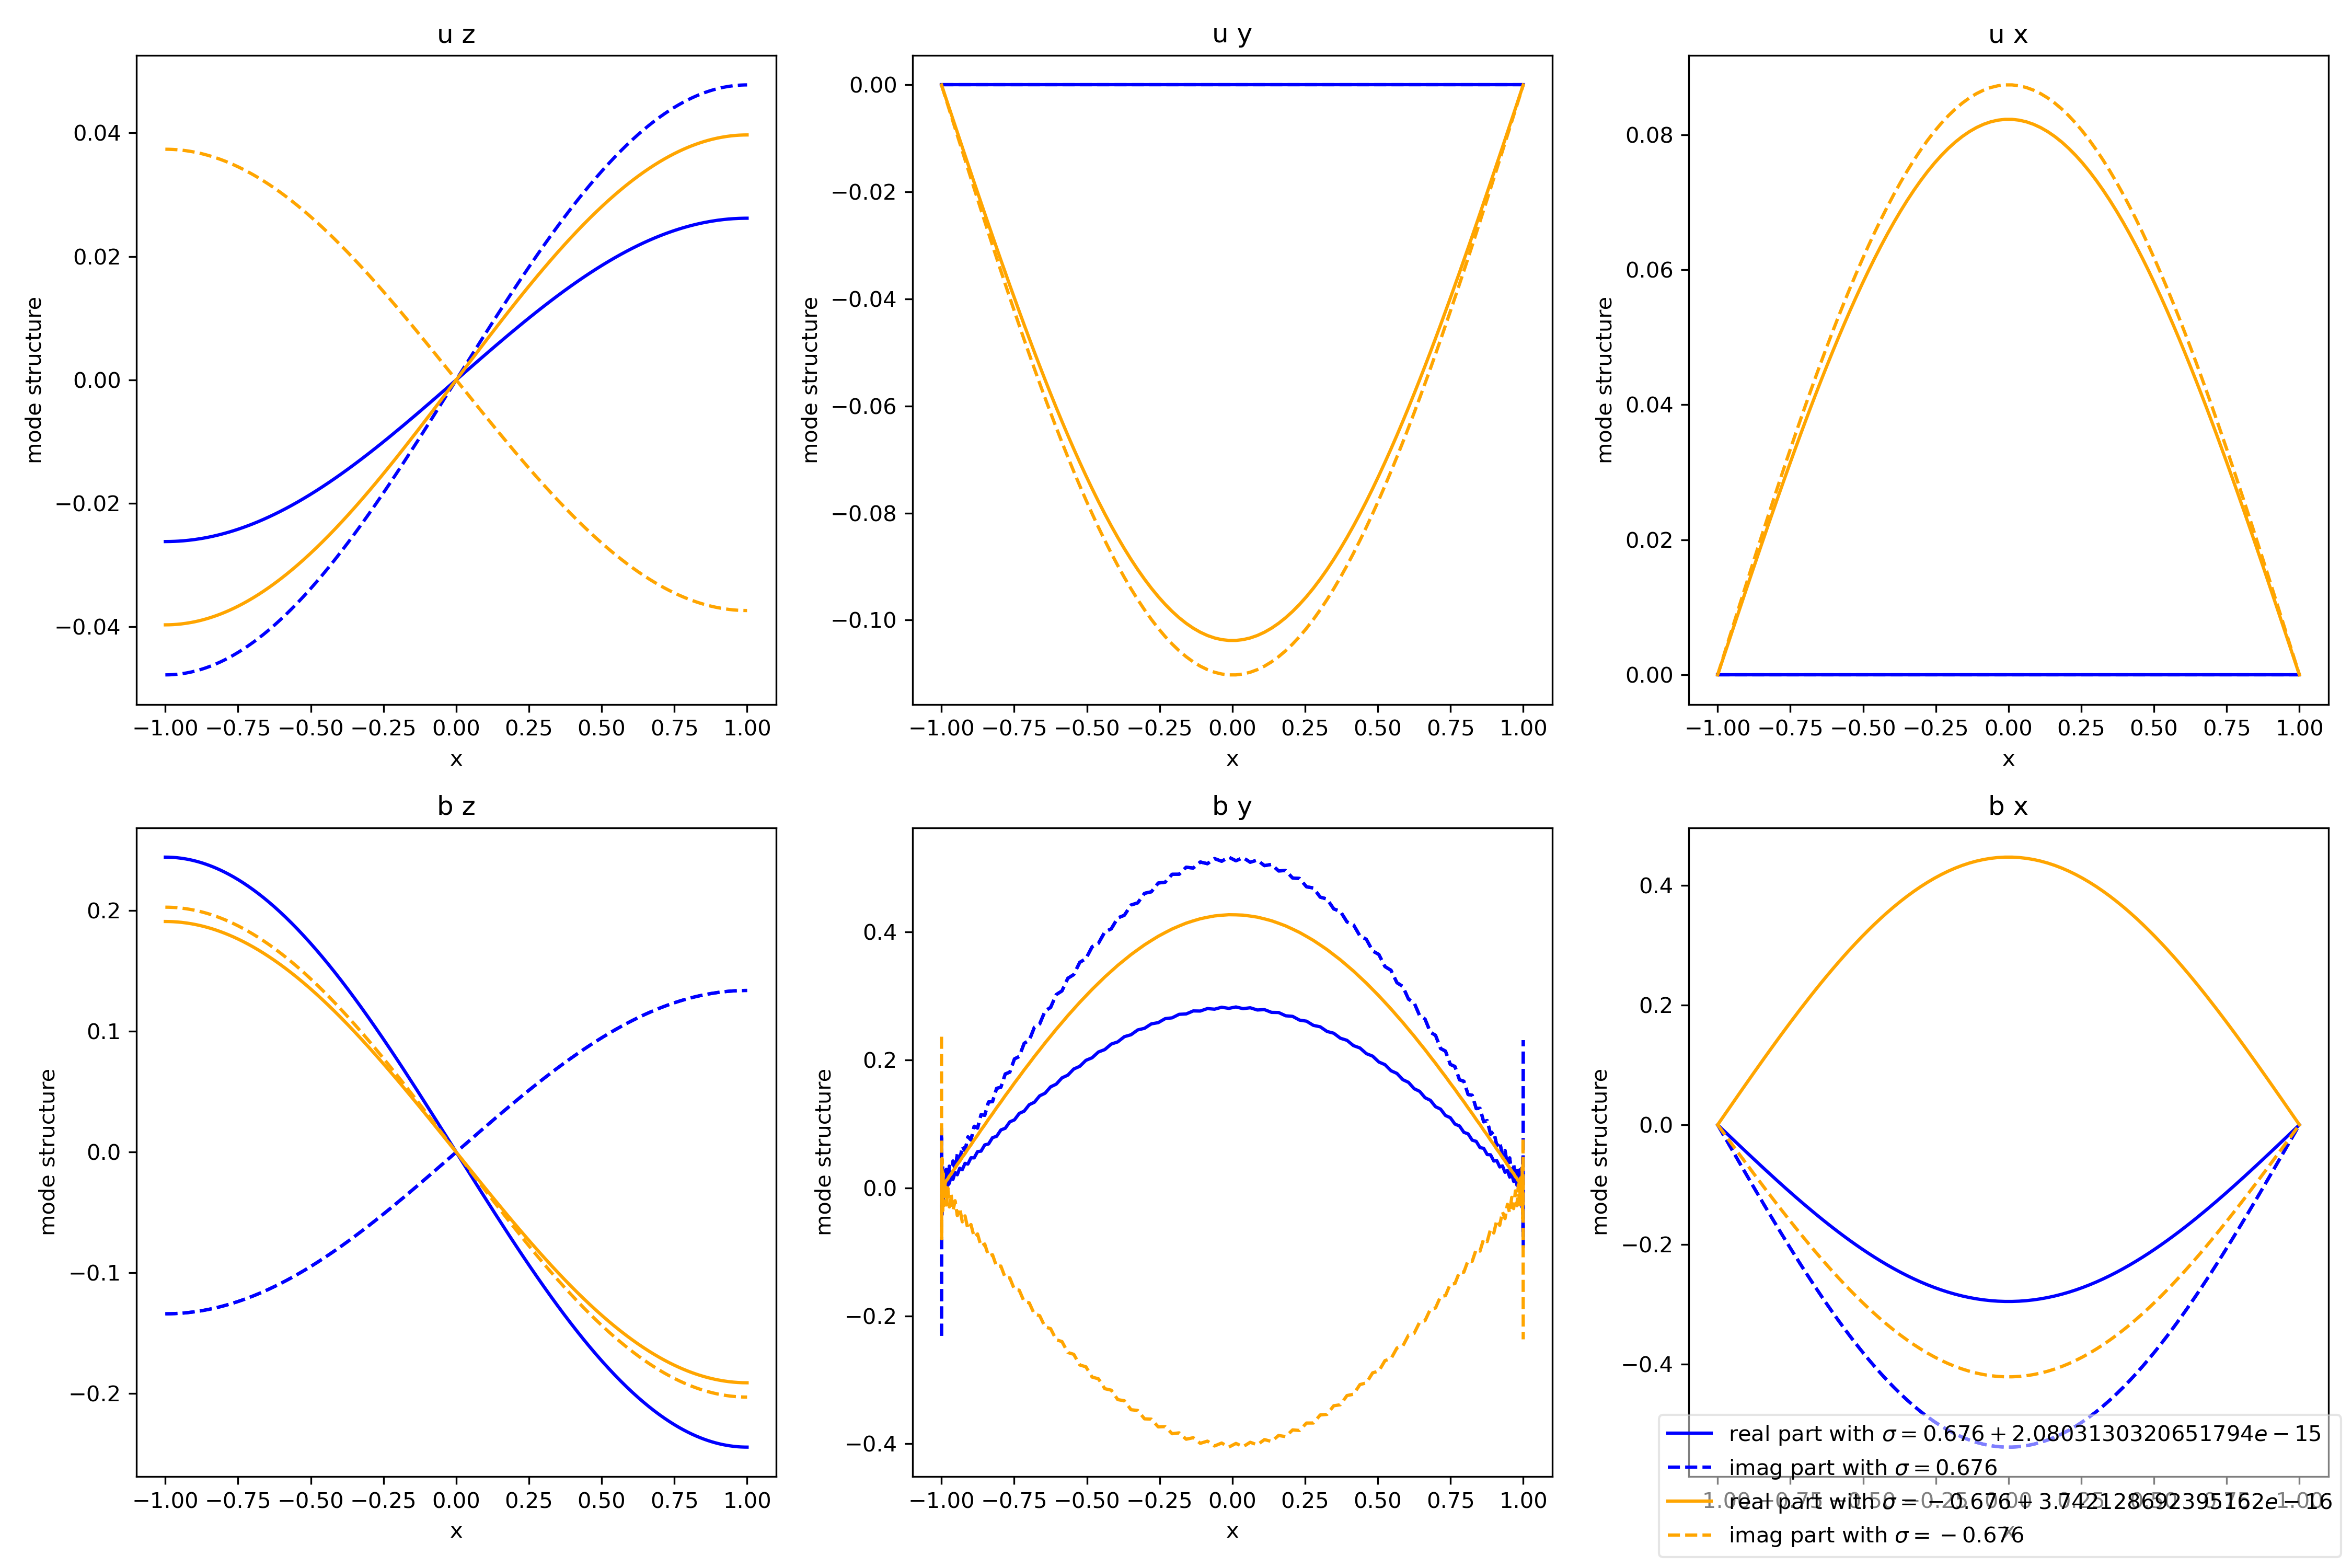 u z
u y
u x
mode structure
0.04
0.02
0.00
−0.02
−0.04
−1.00 −0.75 −0.50 −0.25 0.00 0.25 0.50 0.75 1.00
x
mode structure
0.00
−0.02
−0.04
−0.06
−0.08
−0.10
−1.00 −0.75 −0.50 −0.25 0.00 0.25 0.50 0.75 1.00
x
mode structure
0.08
0.06
0.04
0.02
0.00
−1.00 −0.75 −0.50 −0.25 0.00 0.25 0.50 0.75 1.00
x
b z
b y
b x
mode structure
0.2
0.1
0.0
−0.1
−0.2
−1.00 −0.75 −0.50 −0.25 0.00 0.25 0.50 0.75 1.00
x
mode structure
0.4
0.2
0.0
−0.2
−0.4
−1.00 −0.75 −0.50 −0.25 0.00 0.25 0.50 0.75 1.00
x
mode structure
0.4
0.2
0.0
−0.2
−0.4
real part with σ = 0.676 + 2.0803130320651794e − 15
imag part with σ = 0.676
real part with σ = − 0.676 + 3.7421286923951​62e − 16
imag part with σ = − 0.676